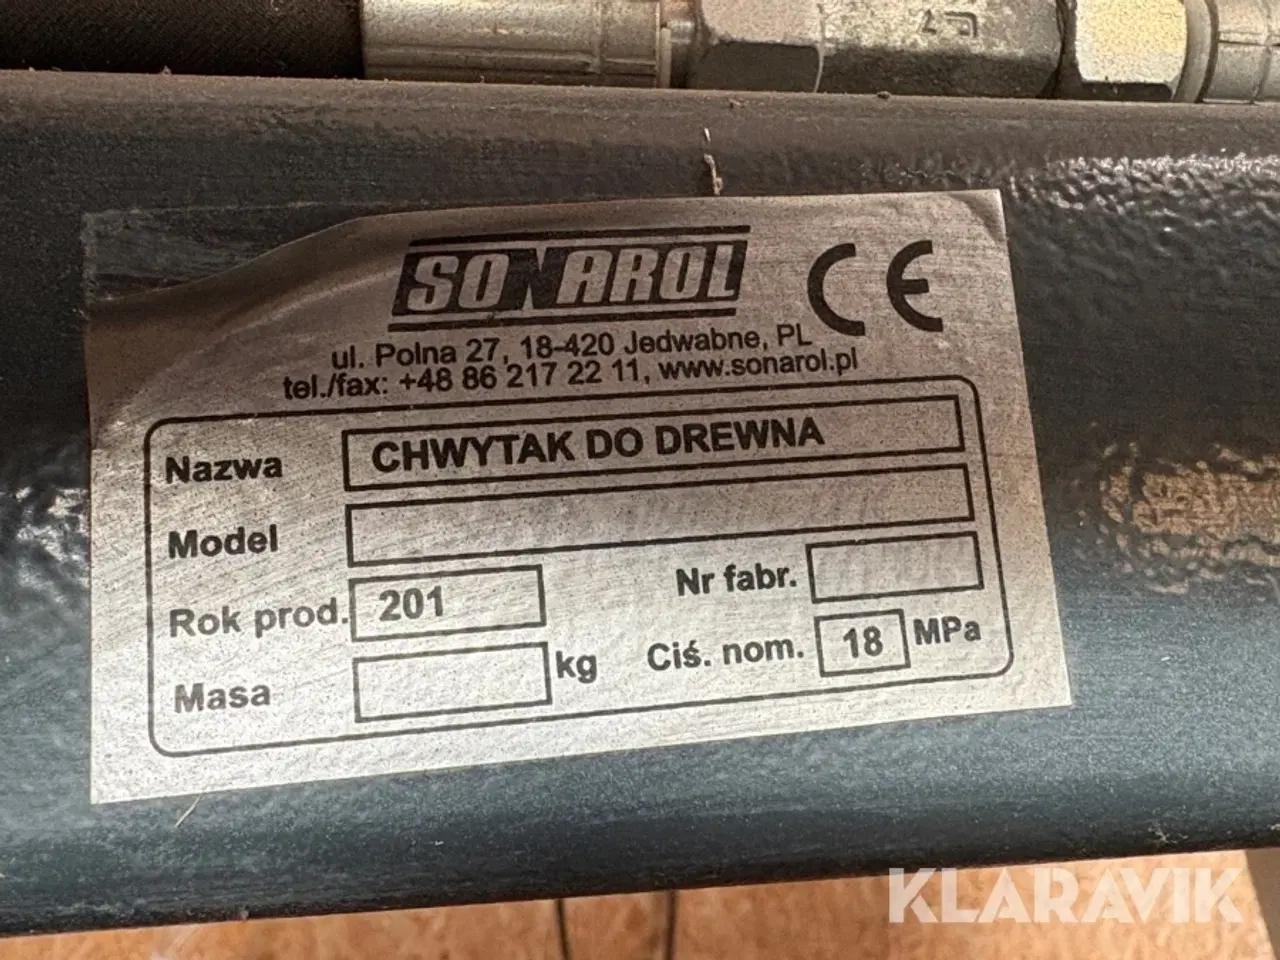 SONAROL CE
ul. Polna 27, 18-420 Jedwabne, PL
tel./fax: +48 86 217 22 11, www.sonarol.pl
Nazwa CHWYTAK DO DREWNA
Model
Rok prod. 201 Nr fabr.
Masa kg Ciś. nom. 18 MPa
KLARAVIK